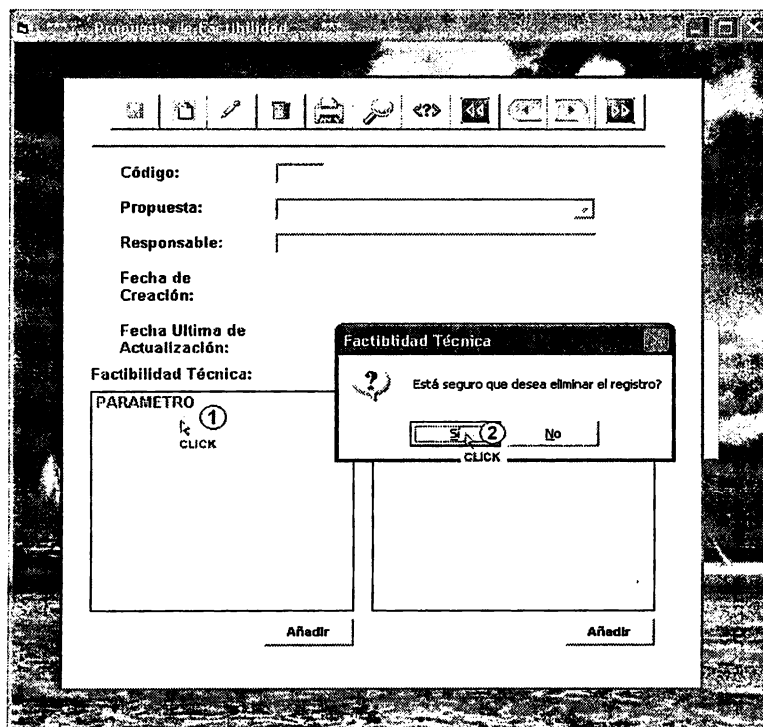 Propuesta de Factibilidad
<?>
Código:
Propuesta:
Responsable:
Fecha de
Creación:
Fecha Ultima de
Actualización:
Factibilidad Técnica:
PARAMETRO
1
CLICK
Factiblidad Técnica
?
Está seguro que desea eliminar el registro?
Sí
2
No
CLICK
Añadir
Añadir